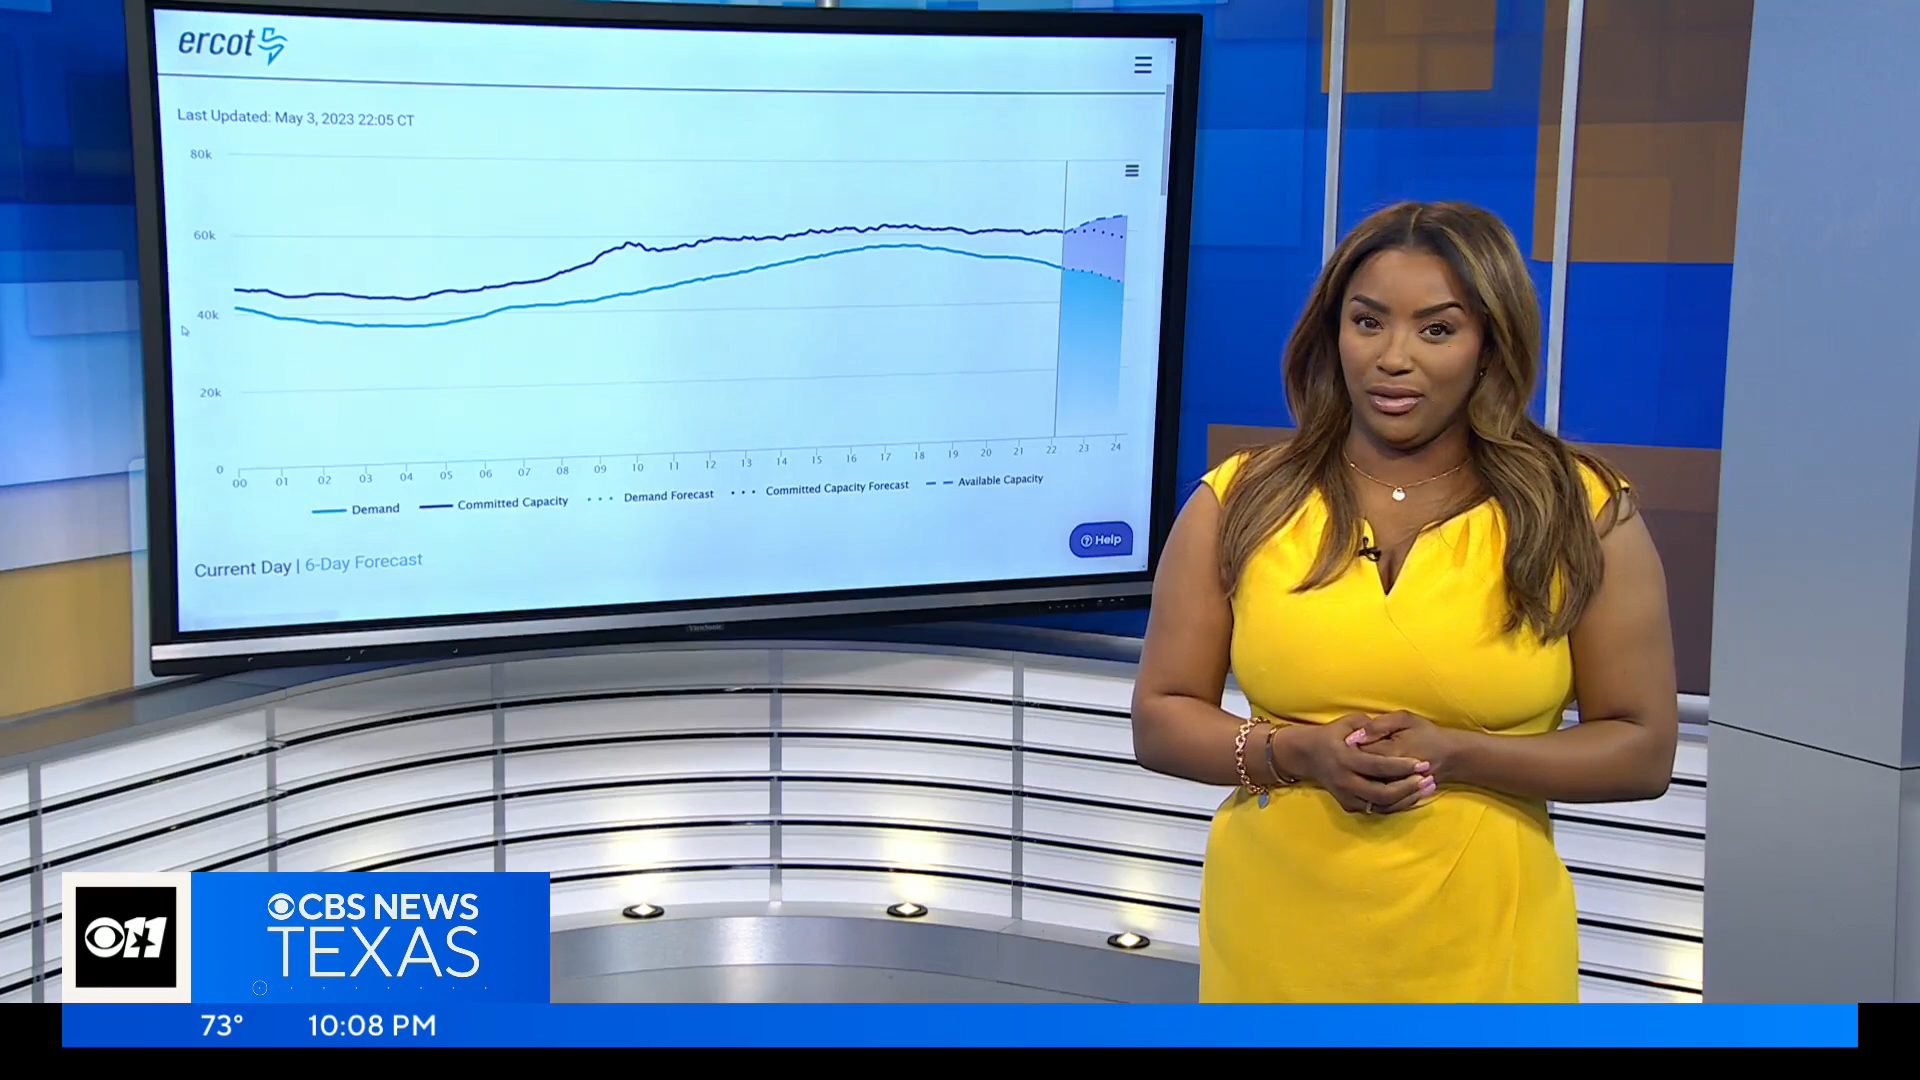 ercot
Last Updated: May 3, 2023 22:05 CT
80k
60k
40k
20k
0
00 01 02 03 04 05 06 07 08 09 10 11 12 13 14 15 16 17 18 19 20 21 22 23 24
Demand Committed Capacity Demand Forecast Committed Capacity Forecast Available Capacity
Help
Current Day | 6-Day Forecast
ViewSonic
11
CBS NEWS
TEXAS
73° 10:08 PM